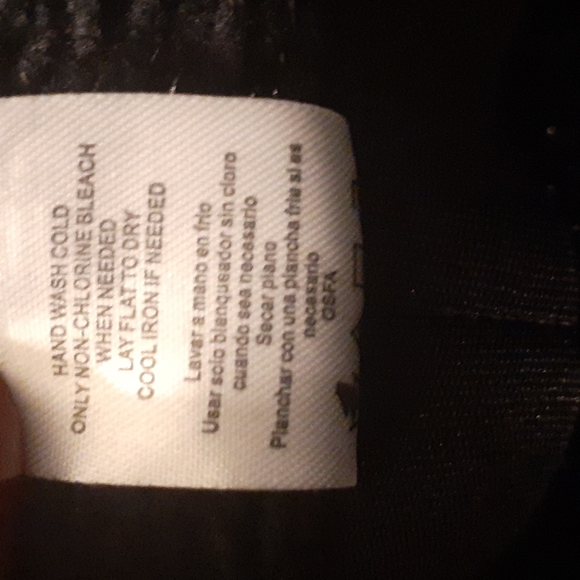 HAND WASH COLD
ONLY NON-CHLORINE BLEACH
WHEN NEEDED
LAY FLAT TO DRY
COOL IRON IF NEEDED
Lavar a mano en frio
Usar solo blanqueador sin cloro
cuando sea necesario
Secar plano
Planchar con una plancha fria si es
necesario
OSFA